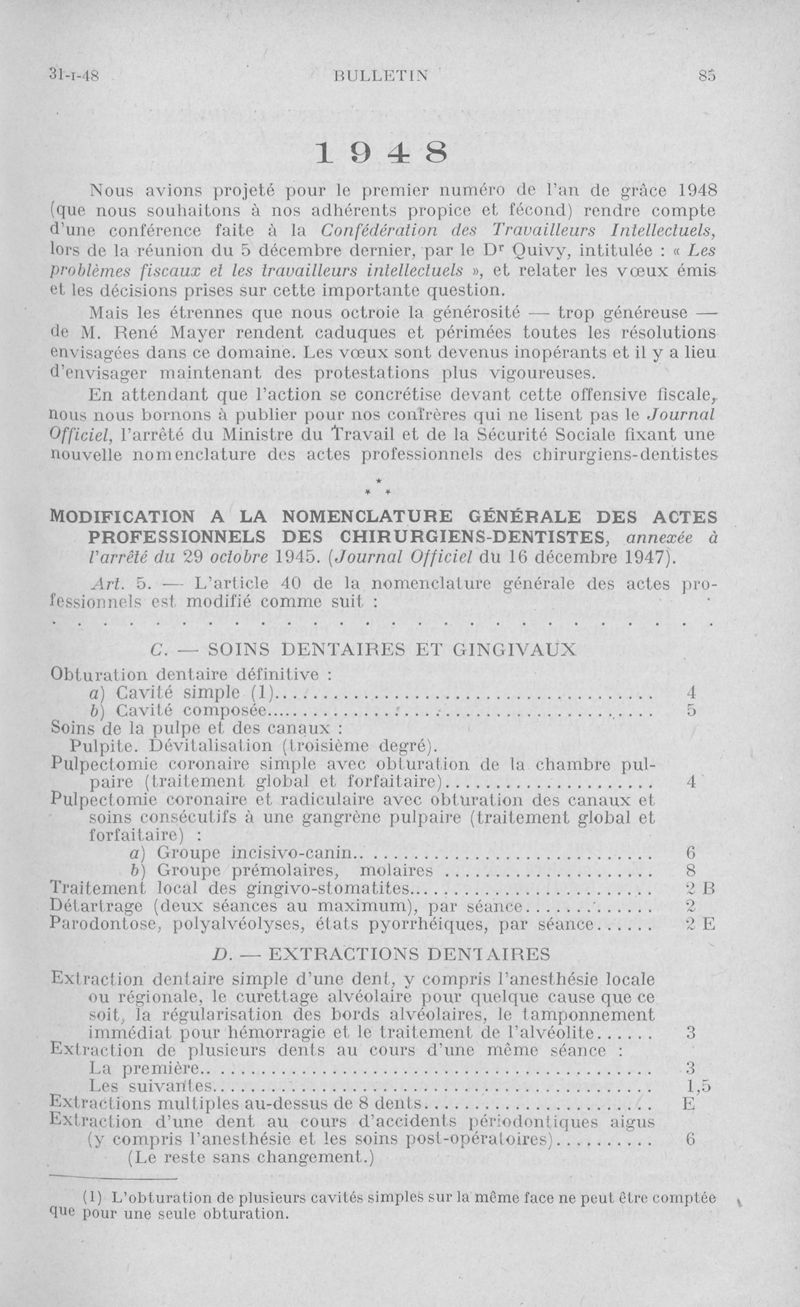 31-I-48 BULLETIN 85
1948
Nous avions projeté pour le premier numéro de l'an de grâce 1948
(que nous souhaitons à nos adhérents propice et fécond) rendre compte
d'une conférence faite à la Confédération des Travailleurs Intellectuels,
lors de la réunion du 5 décembre dernier, par le Dr Quivy, intitulée : « Les
problèmes fiscaux et les travailleurs intellectuels », et relater les vœux émis
et les décisions prises sur cette importante question.
Mais les étrennes que nous octroie la générosité — trop généreuse —
de M. René Mayer rendent caduques et périmées toutes les résolutions
envisagées dans ce domaine. Les vœux sont devenus inopérants et il y a lieu
d'envisager maintenant des protestations plus vigoureuses.
En attendant que l'action se concrétise devant cette offensive fiscale,
nous nous bornons à publier pour nos confrères qui ne lisent pas le Journal
Officiel, l'arrêté du Ministre du Travail et de la Sécurité Sociale fixant une
nouvelle nomenclature des actes professionnels des chirurgiens-dentistes
*
* *
MODIFICATION A LA NOMENCLATURE GÉNÉRALE DES ACTES
PROFESSIONNELS DES CHIRURGIENS-DENTISTES, annexée à
l'arrêté du 29 octobre 1945. (Journal Officiel du 16 décembre 1947).
Art. 5. — L'article 40 de la nomenclature générale des actes pro-
fessionnels est modifié comme suit :
. . . . . . . . . . . . . . . . . . . . . . . . . .
C. — SOINS DENTAIRES ET GINGIVAUX
Obturation dentaire définitive :
a) Cavité simple (1)........................................ 4
b) Cavité composée........................................ 5
Soins de la pulpe et des canaux :
Pulpite. Dévitalisation (troisième degré).
Pulpectomie coronaire simple avec obturation de la chambre pul-
paire (traitement global et forfaitaire)..................... 4
Pulpectomie coronaire et radiculaire avec obturation des canaux et
soins consécutifs à une gangrène pulpaire (traitement global et
forfaitaire) :
a) Groupe incisivo-canin.............................. 6
b) Groupe prémolaires, molaires ..................... 8
Traitement local des gingivo-stomatites......................... 2 B
Détartrage (deux séances au maximum), par séance............. 2
Parodontose, polyalvéolyses, états pyorrhéiques, par séance...... 2 E
D. — EXTRACTIONS DENTAIRES
Extraction dentaire simple d'une dent, y compris l'anesthésie locale
ou régionale, le curettage alvéolaire pour quelque cause que ce
soit, la régularisation des bords alvéolaires, le tamponnement
immédiat pour hémorragie et le traitement de l'alvéolite...... 3
Extraction de plusieurs dents au cours d'une même séance :
La première.............................................. 3
Les suivantes............................................ 1,5
Extractions multiples au-dessus de 8 dents....................... E
Extraction d'une dent au cours d'accidents périodontiques aigus
(y compris l'anesthésie et les soins post-opératoires).......... 6
(Le reste sans changement.)
(1) L'obturation de plusieurs cavités simples sur la même face ne peut être comptée
que pour une seule obturation.